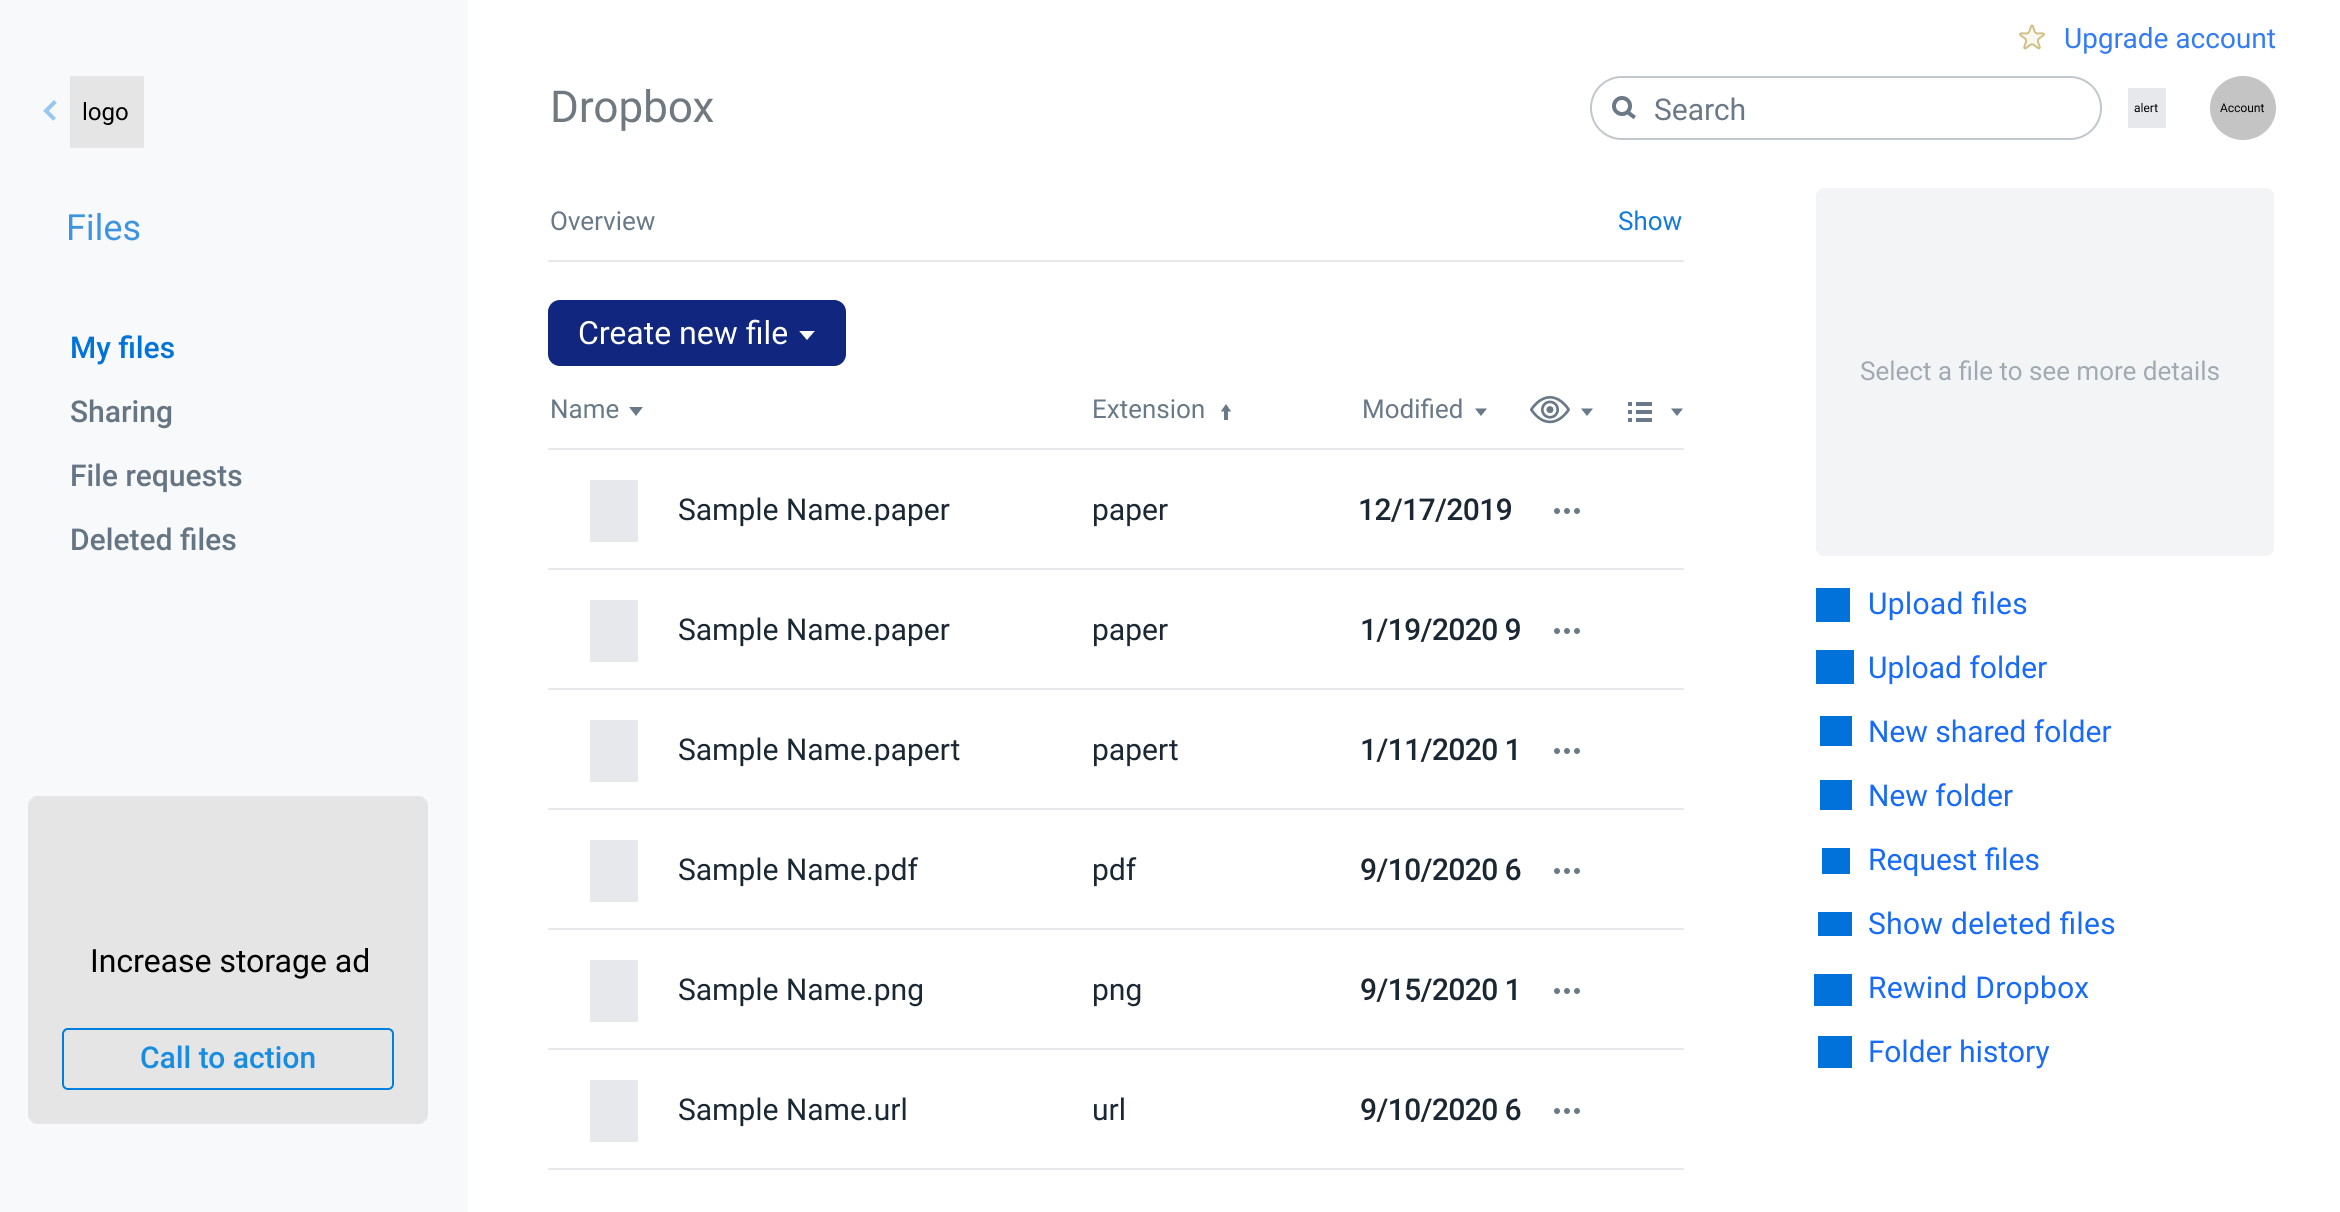 Upgrade account
logo
Dropbox
Search
alert
Account
Files
My files
Sharing
File requests
Deleted files
Increase storage ad
Call to action
Overview
Show
Create new file
Name
Extension
Modified
Sample Name.paper paper 12/17/2019
Sample Name.paper paper 1/19/2020 9
Sample Name.papert papert 1/11/2020 1
Sample Name.pdf pdf 9/10/2020 6
Sample Name.png png 9/15/2020 1
Sample Name.url url 9/10/2020 6
Select a file to see more details
Upload files
Upload folder
New shared folder
New folder
Request files
Show deleted files
Rewind Dropbox
Folder history